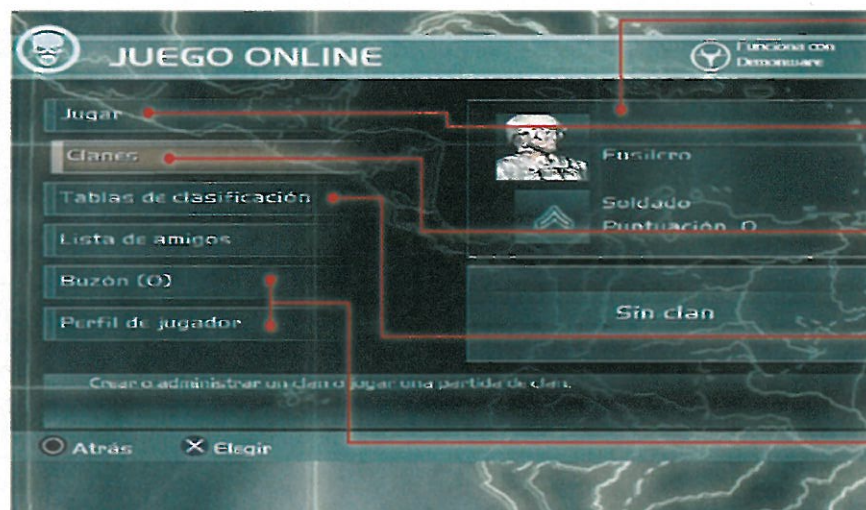 JUEGO ONLINE
Funciona con
Demonware
Jugar
Clanes
Tablas de clasificación
Lista de amigos
Buzón (0)
Perfil de jugador
Fusilero
Soldado
Puntuación 0
Sin clan
Crear o administrar un clan o jugar una partida de clan.
Atrás
Elegir